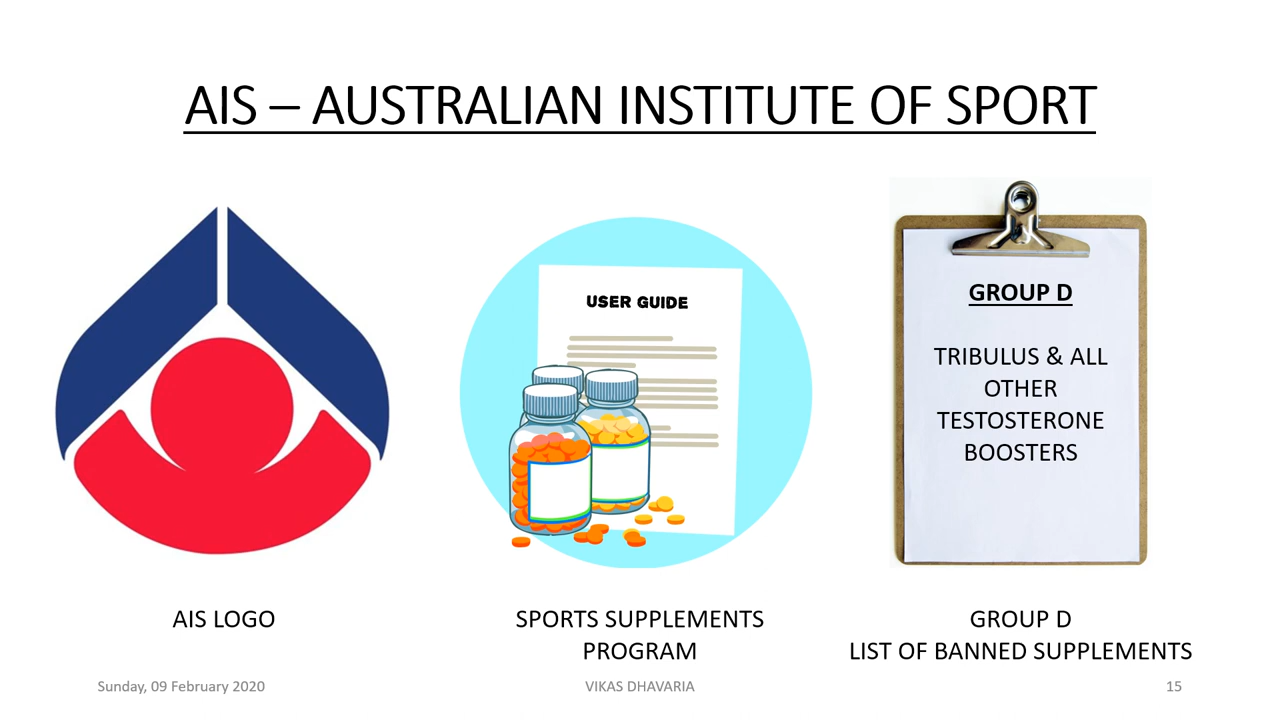 AIS – AUSTRALIAN INSTITUTE OF SPORT
USER GUIDE
GROUP D
TRIBULUS & ALL
OTHER
TESTOSTERONE
BOOSTERS
AIS LOGO
SPORTS SUPPLEMENTS
PROGRAM
GROUP D
LIST OF BANNED SUPPLEMENTS
Sunday, 09 February 2020
VIKAS DHAVARIA
15